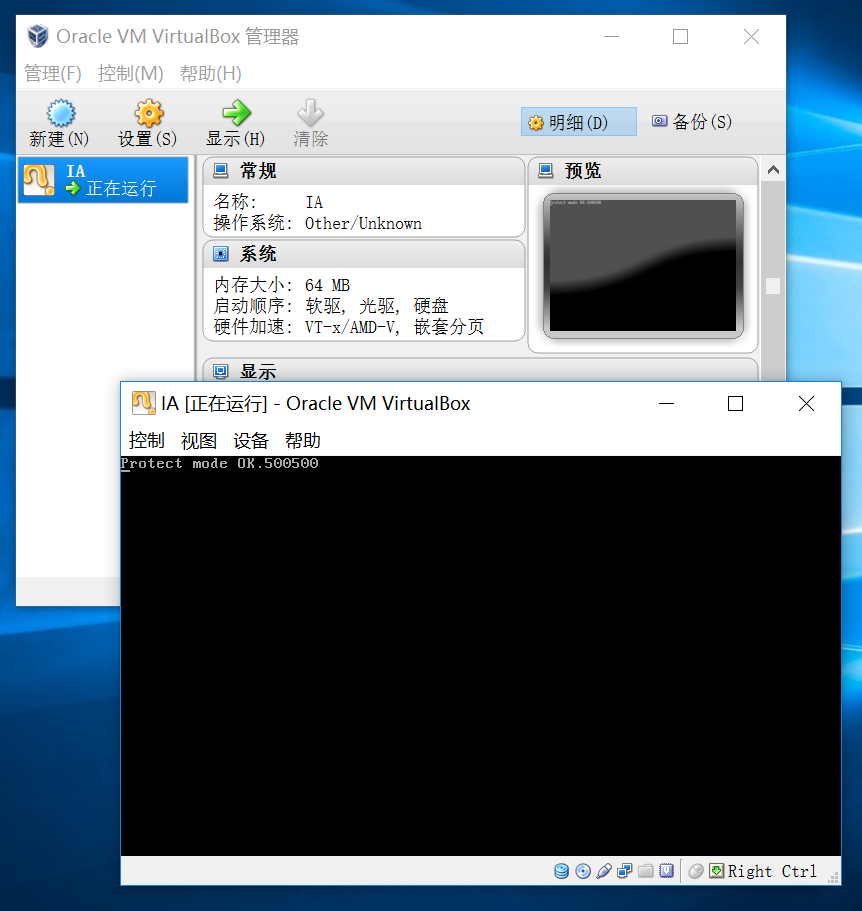 Oracle VM VirtualBox 管理器
管理(F) 控制(M) 帮助(H)
新建(N) 设置(S) 显示(H) 清除 明细(D) 备份(S)
IA
正在运行
常规
名称: IA
操作系统: Other/Unknown
系统
内存大小: 64 MB
启动顺序: 软驱, 光驱, 硬盘
硬件加速: VT-x/AMD-V, 嵌套分页
预览
Protect mode OK.500500
显示
IA [正在运行] - Oracle VM VirtualBox
控制 视图 设备 帮助
Protect mode OK.500500
Right Ctrl